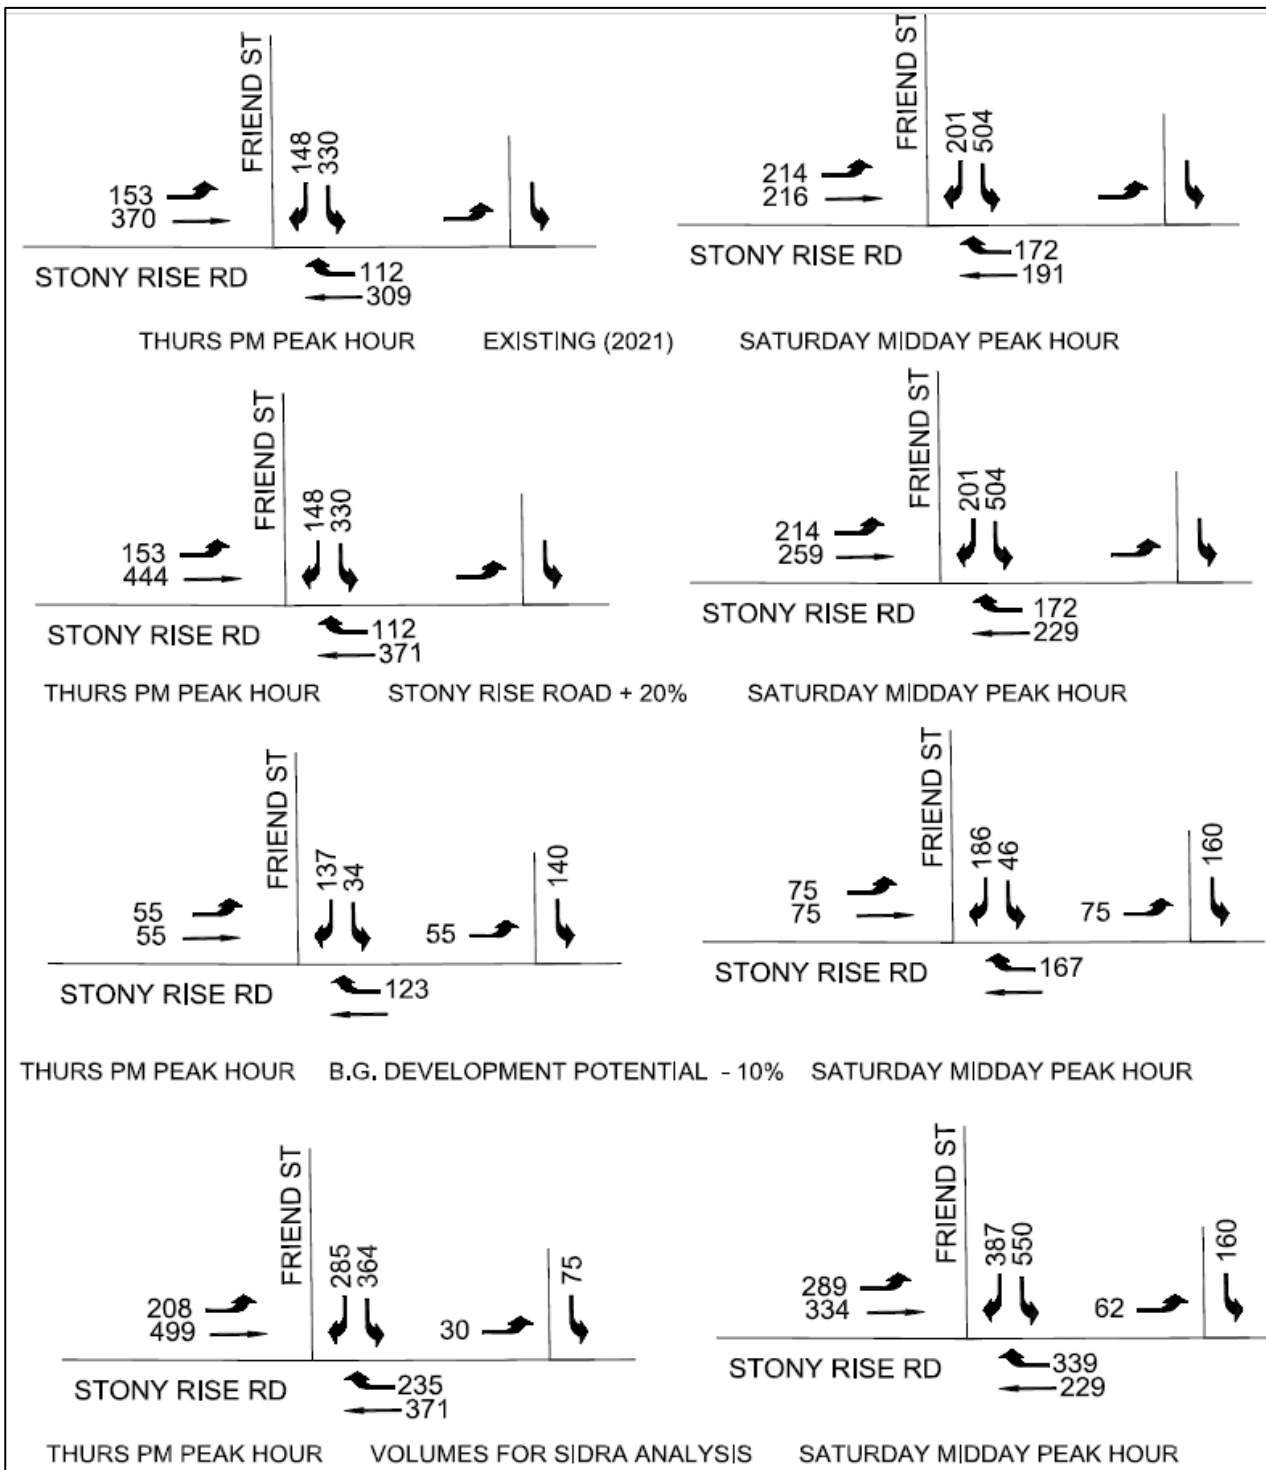 FRIEND ST
148
330
153
370
STONY RISE RD
112
309
FRIEND ST
201
504
214
216
STONY RISE RD
172
191
THURS PM PEAK HOUR EXISTING (2021) SATURDAY MIDDAY PEAK HOUR
FRIEND ST
148
330
153
444
STONY RISE RD
112
371
FRIEND ST
201
504
214
259
STONY RISE RD
172
229
THURS PM PEAK HOUR STONY RISE ROAD + 20% SATURDAY MIDDAY PEAK HOUR
FRIEND ST
137
34
140
55
55
55
STONY RISE RD
123
FRIEND ST
186
46
160
75
75
75
STONY RISE RD
167
THURS PM PEAK HOUR B.G. DEVELOPMENT POTENTIAL - 10% SATURDAY MIDDAY PEAK HOUR
FRIEND ST
285
364
75
208
499
30
STONY RISE RD
235
371
FRIEND ST
387
550
160
289
334
62
STONY RISE RD
339
229
THURS PM PEAK HOUR VOLUMES FOR SIDRA ANALYSIS SATURDAY MIDDAY PEAK HOUR